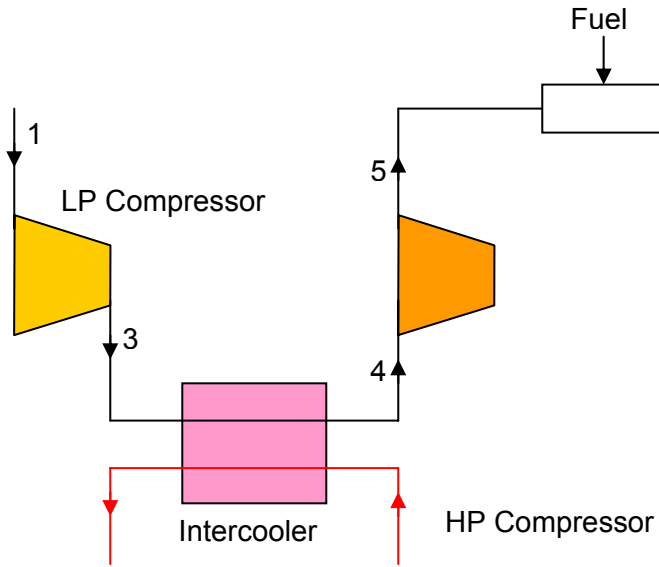 Fuel
1
5
LP Compressor
3
4
Intercooler
HP Compressor